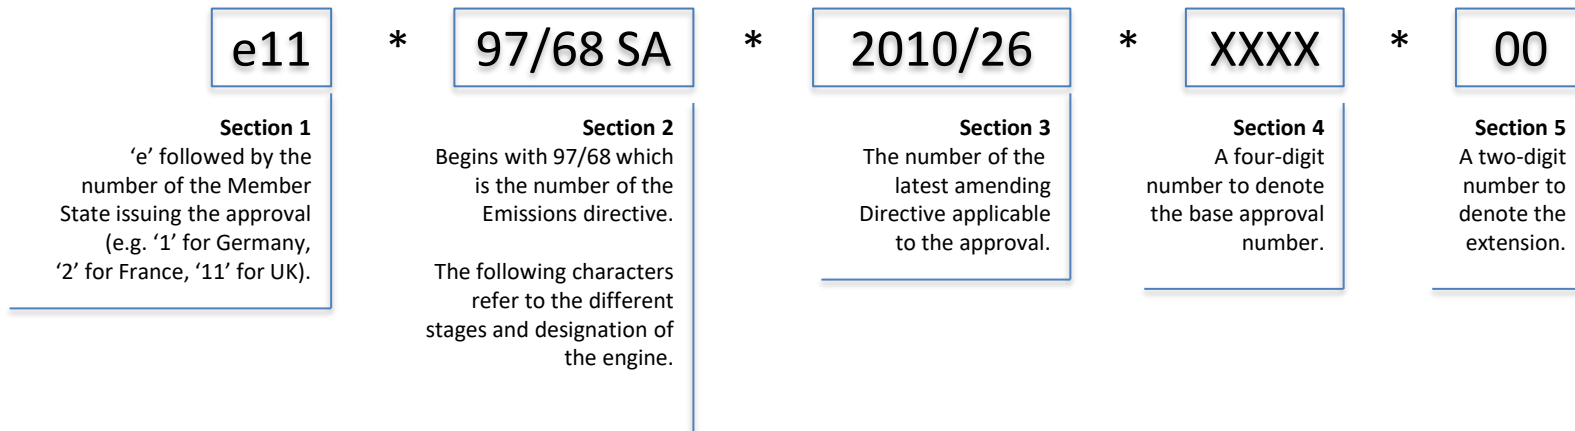 e11 * 97/68 SA * 2010/26 * XXXX * 00
Section 1
‘e’ followed by the
number of the Member
State issuing the approval
(e.g. ‘1’ for Germany,
‘2’ for France, ‘11’ for UK).
Section 2
Begins with 97/68 which
is the number of the
Emissions directive.
The following characters
refer to the different
stages and designation of
the engine.
Section 3
The number of the
latest amending
Directive applicable
to the approval.
Section 4
A four-digit
number to denote
the base approval
number.
Section 5
A two-digit
number to
denote the
extension.